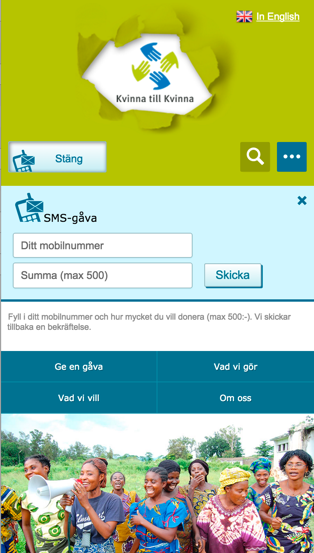 In English
Kvinna till Kvinna
Stäng
SMS-gåva
Ditt mobilnummer
Summa (max 500)
Skicka
Fyll i ditt mobilnummer och hur mycket du vill donera (max 500:-). Vi skickar
tillbaka en bekräftelse.
Ge en gåva
Vad vi gör
Vad vi vill
Om oss